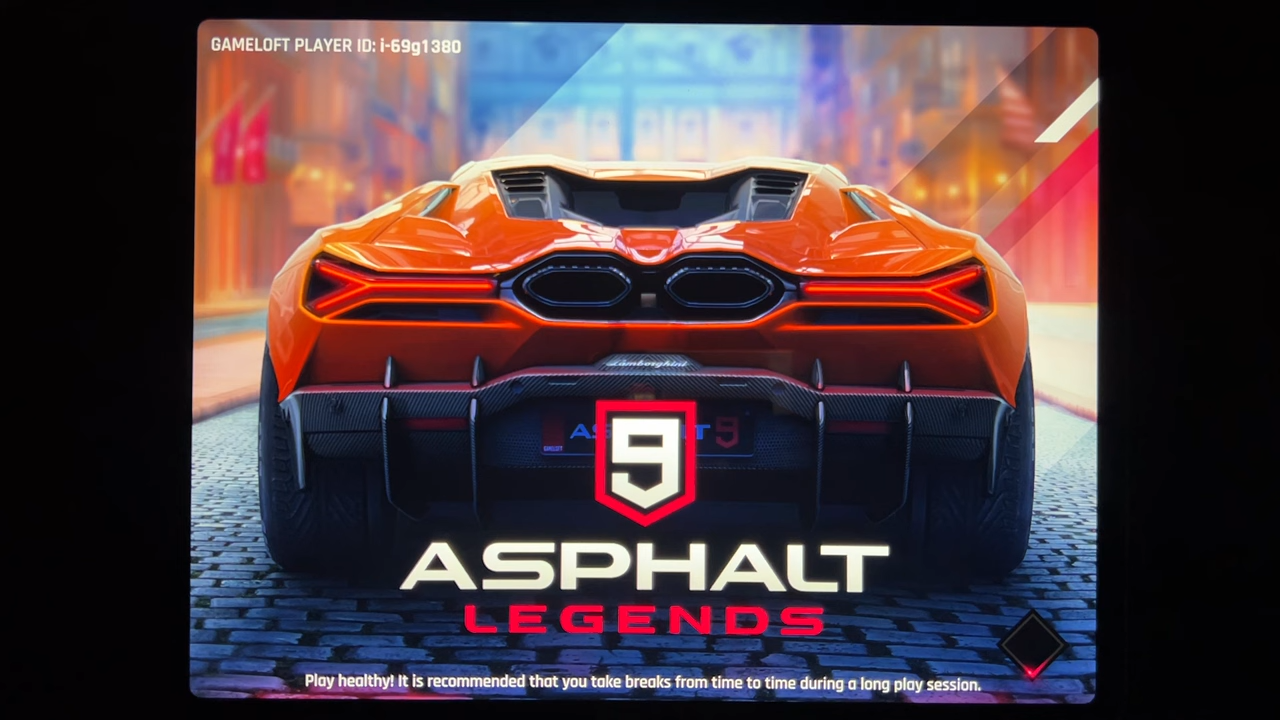 GAMELOFT PLAYER ID: i-69g1380
Lamborghini
9
ASPHALT
LEGENDS
Play healthy! It is recommended that you take breaks from time to time during a long play session.